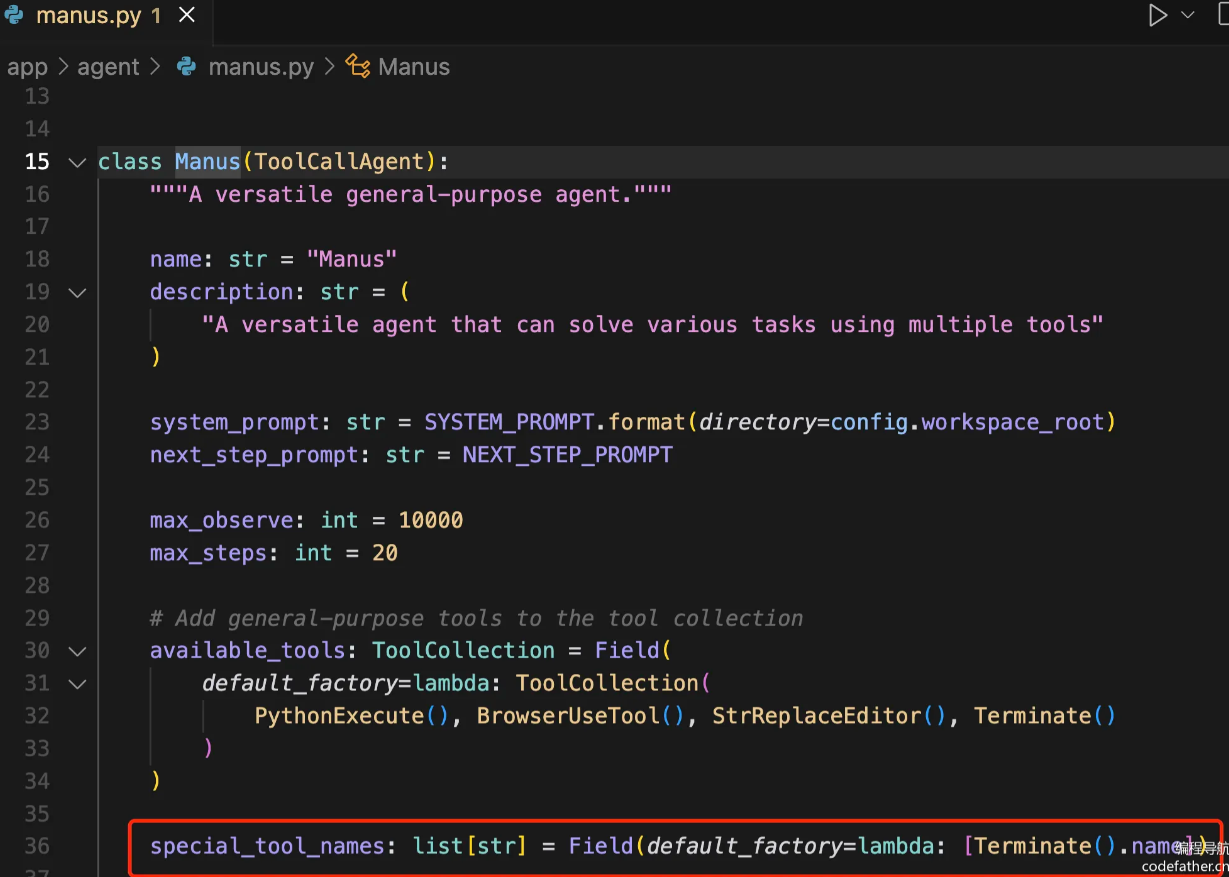 manus.py 1
app > agent > manus.py > Manus
13
14
15 class Manus(ToolCallAgent):
16 """A versatile general-purpose agent."""
17
18 name: str = "Manus"
19 description: str = (
20 "A versatile agent that can solve various tasks using multiple tools"
21 )
22
23 system_prompt: str = SYSTEM_PROMPT.format(directory=config.workspace_root)
24 next_step_prompt: str = NEXT_STEP_PROMPT
25
26 max_observe: int = 10000
27 max_steps: int = 20
28
29 # Add general-purpose tools to the tool collection
30 available_tools: ToolCollection = Field(
31 default_factory=lambda: ToolCollection(
32 PythonExecute(), BrowserUseTool(), StrReplaceEditor(), Terminate()
33 )
34 )
35
36 special_tool_names: list[str] = Field(default_factory=lambda: [Terminate().name])
编程导航
codefather.cn
37